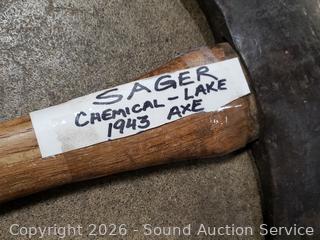 SAGER
CHEMICAL-LAKE
1943 AXE
Copyright 2026 - Sound Auction Service